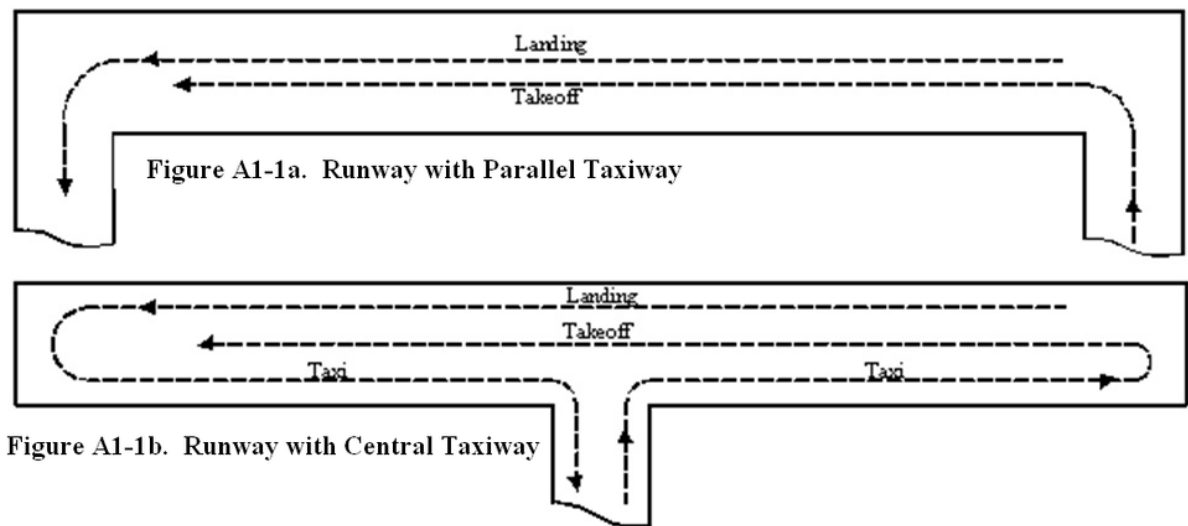 Landing
Takeoff
Figure A1-1a. Runway with Parallel Taxiway
Landing
Takeoff
Taxi Taxi
Figure A1-1b. Runway with Central Taxiway